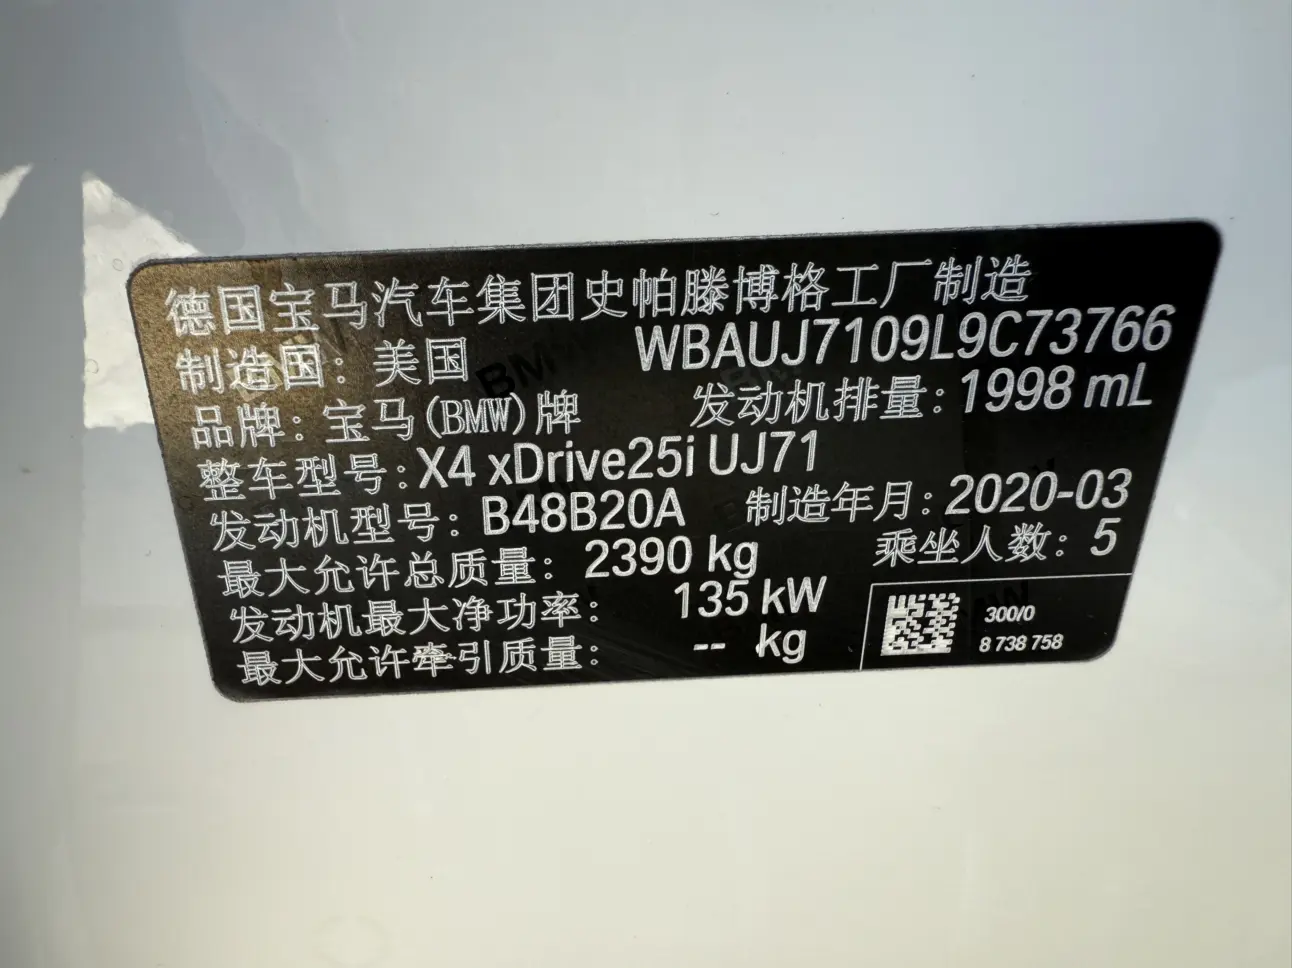 德国宝马汽车集团史帕滕博格工厂制造
制造国：美国 WBAUJ7109L9C73766
品牌：宝马(BMW)牌 发动机排量：1998 mL
整车型号：X4 xDrive25i UJ71
发动机型号：B48B20A 制造年月：2020-03
最大允许总质量：2390 kg 乘坐人数：5
发动机最大净功率：135 kW
最大允许牵引质量：-- kg
300/0
8 738 758